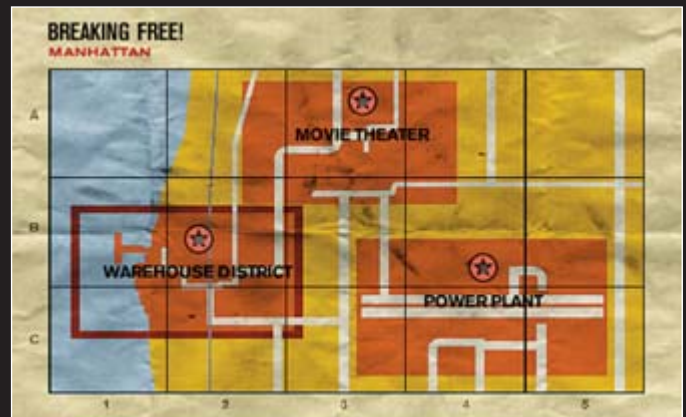 BREAKING FREE!
MANHATTAN
A
MOVIE THEATER
B
WAREHOUSE DISTRICT
POWER PLANT
C
1 2 3 4 5